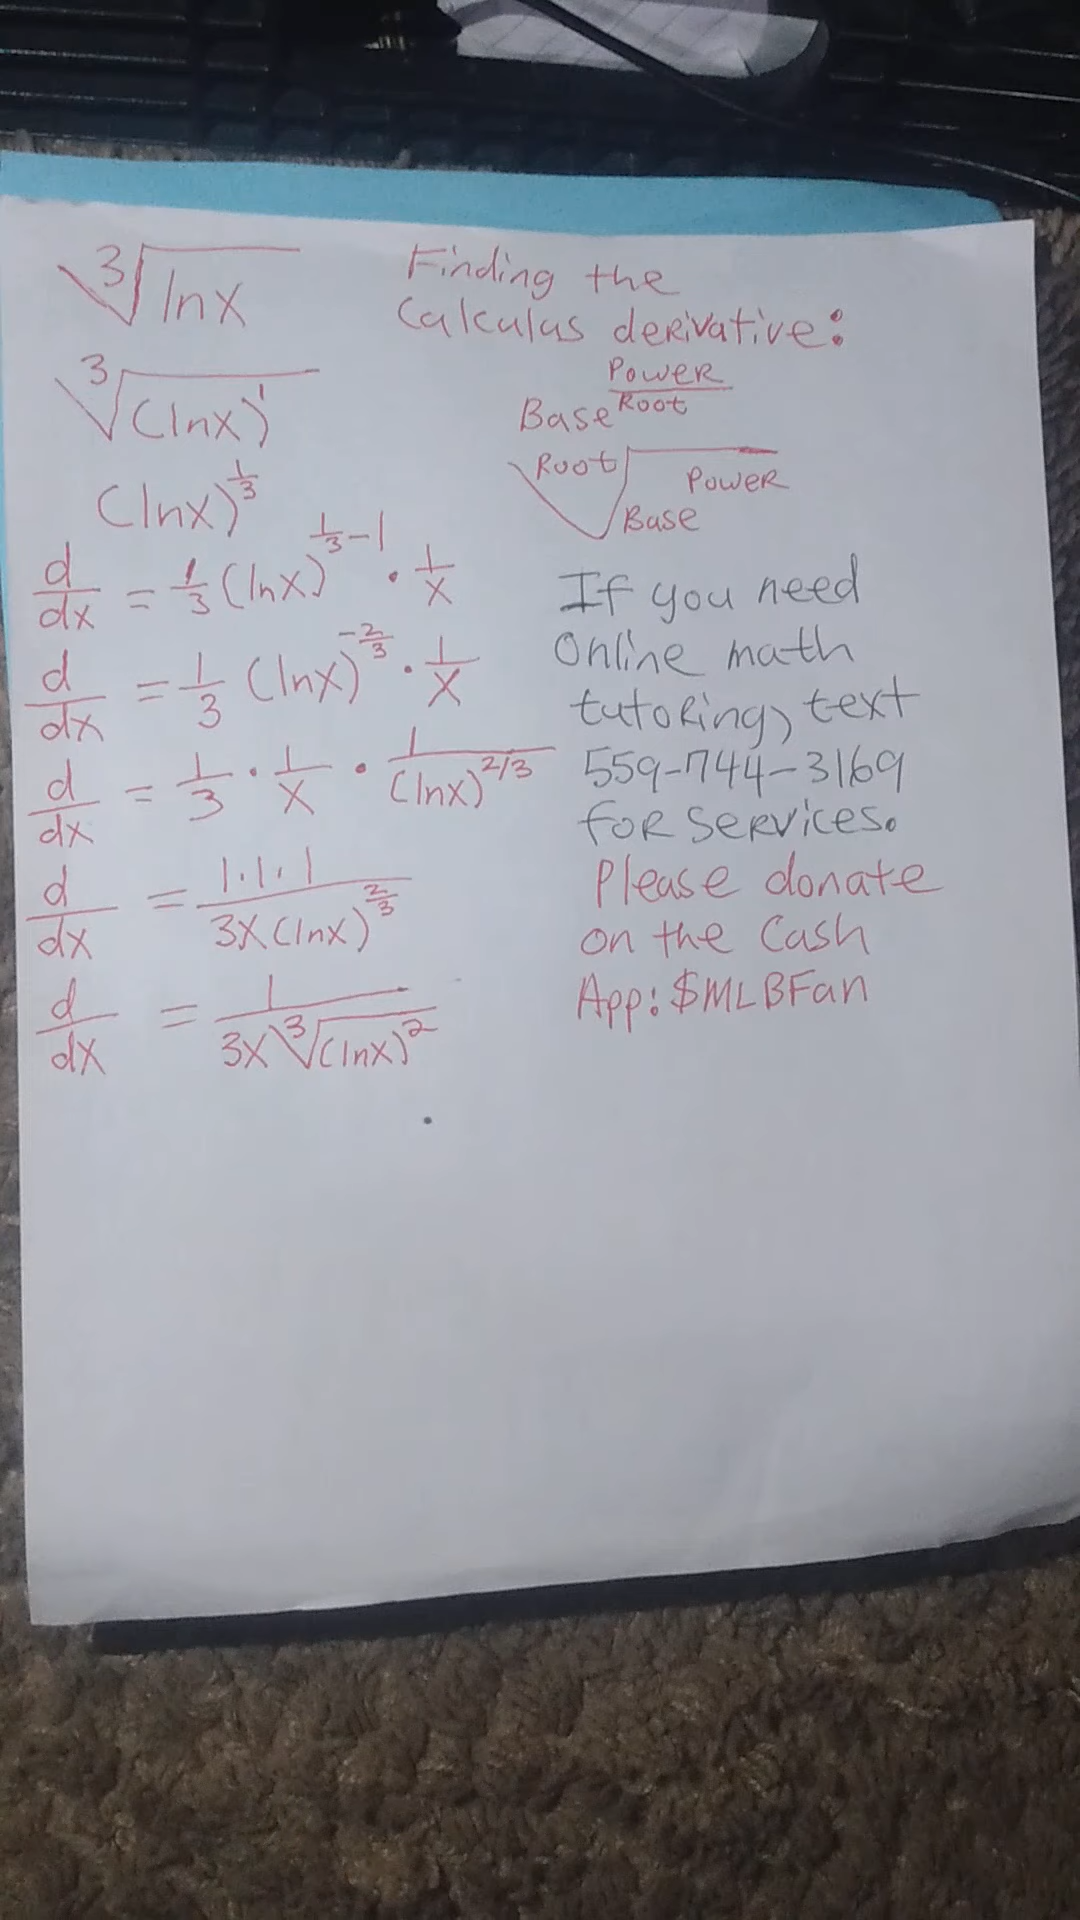 ∛lnx
∛(lnx)¹
(lnx)^1/3
d/dx = 1/3 (lnx)^1/3-1 · 1/x
d/dx = 1/3 (lnx)^-2/3 · 1/x
d/dx = 1/3 · 1/x · 1/(lnx)^2/3
d/dx = 1·1·1/3x(lnx)^2/3
d/dx = 1/3x∛(lnx)²
Finding the
Calculus derivative:
Power
Base Root
Root Power
Base
If you need
Online math
tutoring, text
559-744-3169
for services.
Please donate
on the Cash
App: $MLBFan